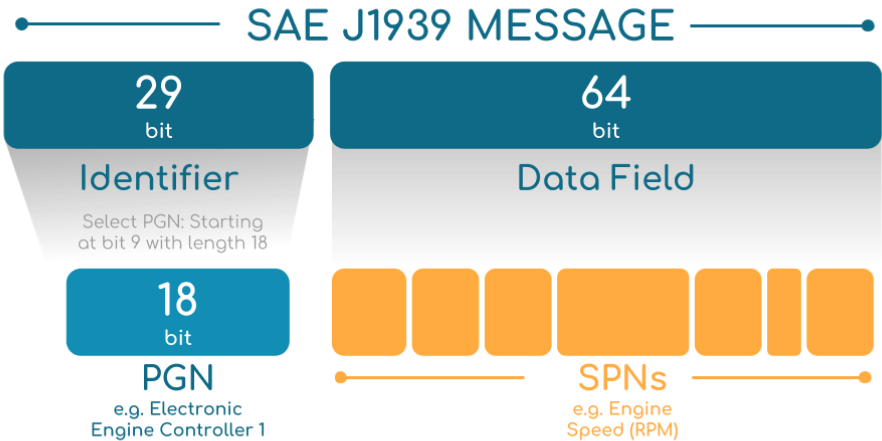 SAE J1939 MESSAGE
29
bit
64
bit
Identifier
Data Field
Select PGN: Starting
at bit 9 with length 18
18
bit
PGN
e.g. Electronic
Engine Controller 1
SPNs
e.g. Engine
Speed (RPM)